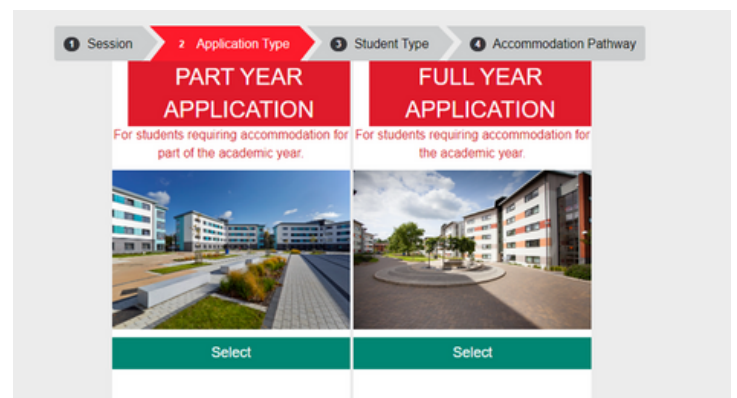 1 Session
2 Application Type
3 Student Type
4 Accommodation Pathway
PART YEAR
APPLICATION
For students requiring accommodation for
part of the academic year.
Select
FULL YEAR
APPLICATION
For students requiring accommodation for
the academic year.
Select